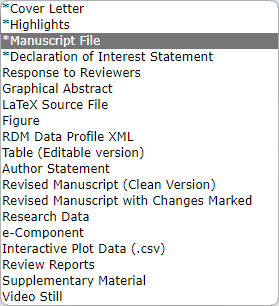 *Cover Letter
*Highlights
*Manuscript File
*Declaration of Interest Statement
Response to Reviewers
Graphical Abstract
LaTeX Source File
Figure
RDM Data Profile XML
Table (Editable version)
Author Statement
Revised Manuscript (Clean Version)
Revised Manuscript with Changes Marked
Research Data
e-Component
Interactive Plot Data (.csv)
Review Reports
Supplementary Material
Video Still